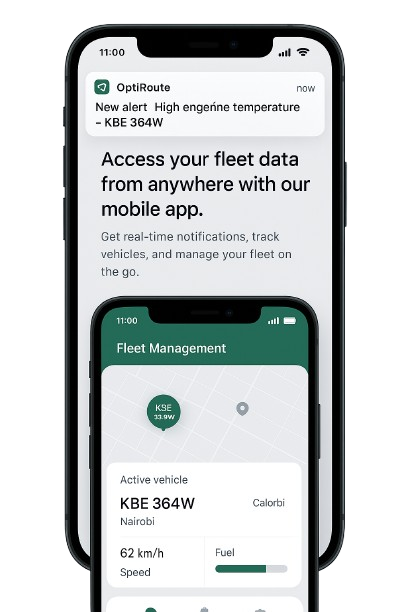 11:00
OptiRoute now
New alert High engeṅne temperature
– KBE 364W
Access your fleet data
from anywhere with our
mobile app.
Get real-time notifications, track
vehicles, and manage your fleet on
the go.
11:00
Fleet Management
KSE
33.9W
Active vehicle
KBE 364W Calorbi
Nairobi
62 km/h Fuel
Speed